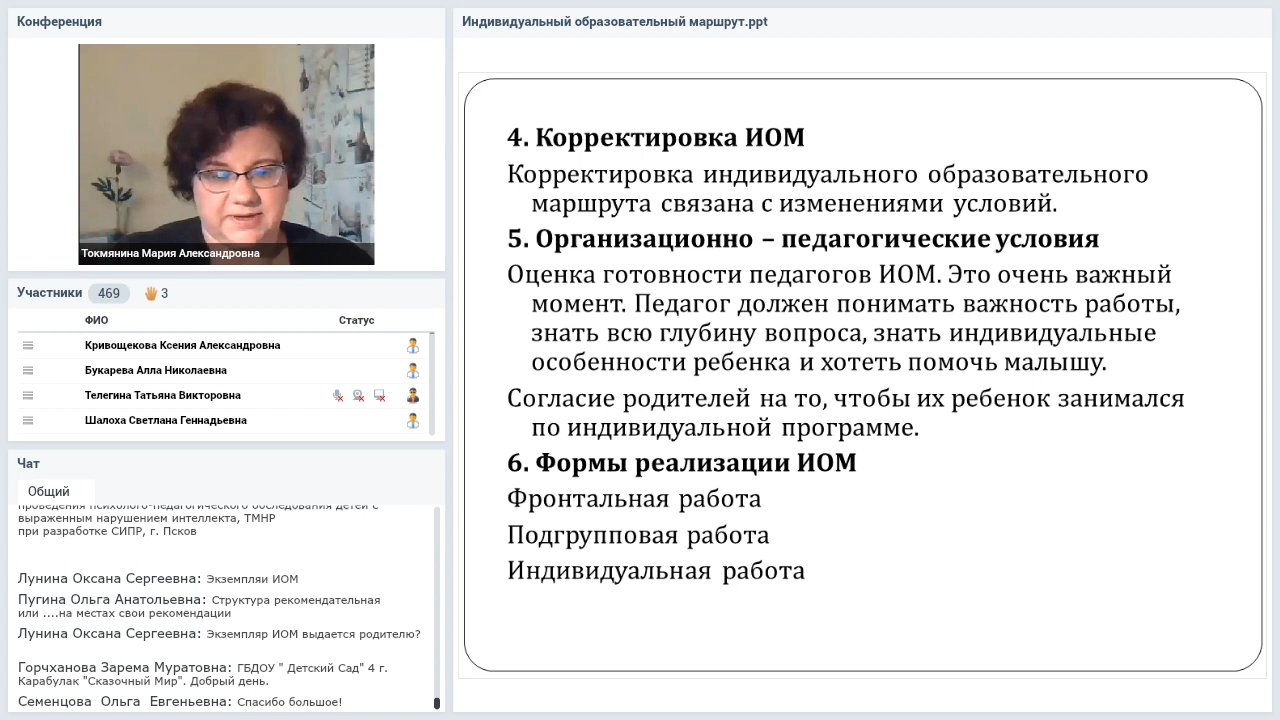 Конференция
Токмянина Мария Александровна
Участники 469 3
ФИО Статус
Кривощекова Ксения Александровна
Букарева Алла Николаевна
Телегина Татьяна Викторовна
Шалоха Светлана Геннадьевна
Чат
Общий
проведения психолого-педагогического обследования детей с
выраженным нарушением интеллекта, ТМНР
при разработке СИПР, г. Псков
Лунина Оксана Сергеевна: Экземпляи ИОМ
Пугина Ольга Анатольевна: Структура рекомендательная
или ....на местах свои рекомендации
Лунина Оксана Сергеевна: Экземпляр ИОМ выдается родителю?
Горчханова Зарема Муратовна: ГБДОУ " Детский Сад" 4 г.
Карабулак "Сказочный Мир". Добрый день.
Семенцова Ольга Евгеньевна: Спасибо большое!
Индивидуальный образовательный маршрут.ppt
4. Корректировка ИОМ
Корректировка индивидуального образовательного
маршрута связана с изменениями условий.
5. Организационно – педагогические условия
Оценка готовности педагогов ИОМ. Это очень важный
момент. Педагог должен понимать важность работы,
знать всю глубину вопроса, знать индивидуальные
особенности ребенка и хотеть помочь малышу.
Согласие родителей на то, чтобы их ребенок занимался
по индивидуальной программе.
6. Формы реализации ИОМ
Фронтальная работа
Подгрупповая работа
Индивидуальная работа